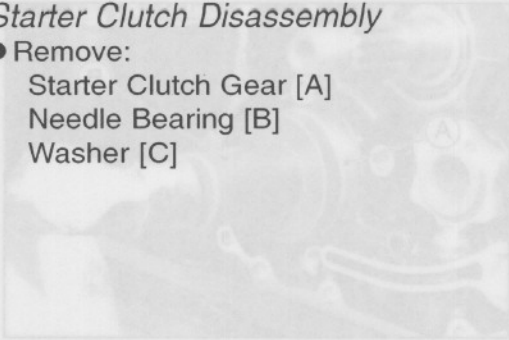 Starter Clutch Disassembly
● Remove:
Starter Clutch Gear [A]
Needle Bearing [B]
Washer [C]
A